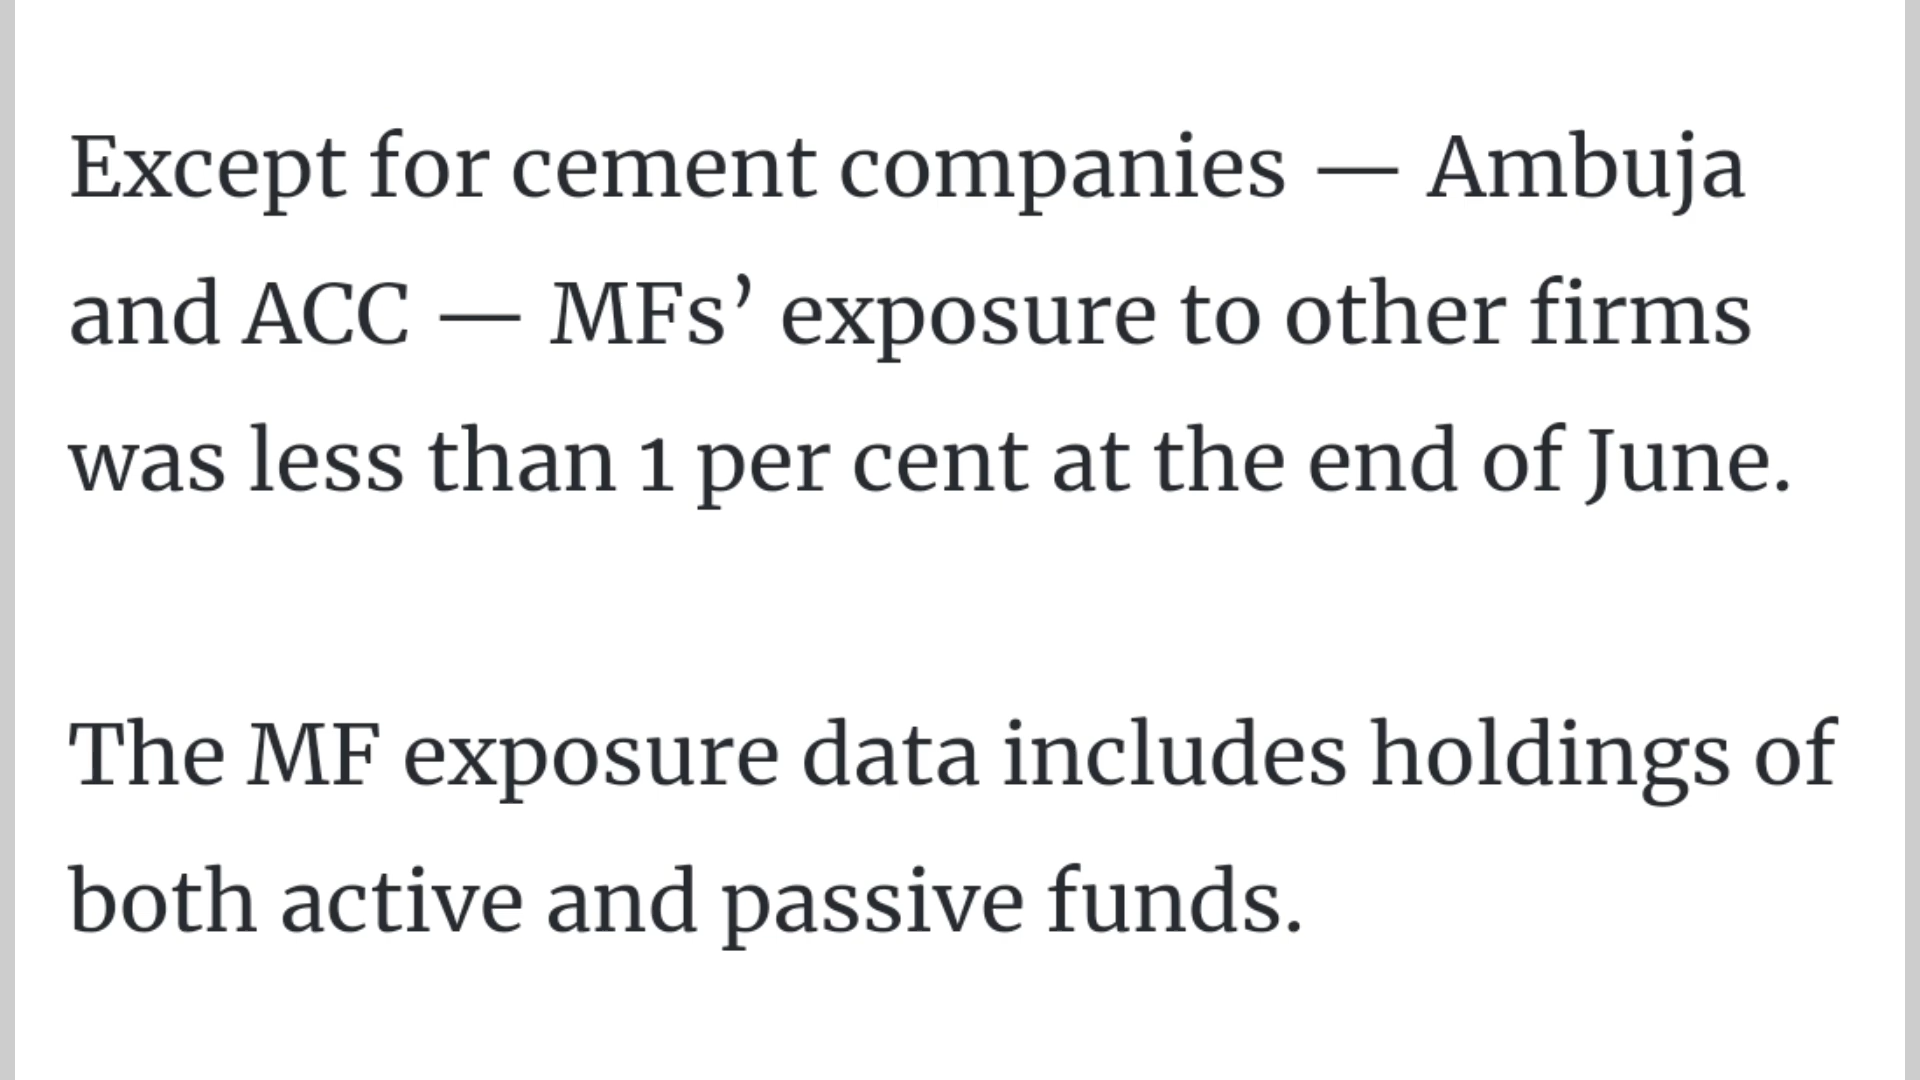 Except for cement companies — Ambuja
and ACC — MFs’ exposure to other firms
was less than 1 per cent at the end of June.
The MF exposure data includes holdings of
both active and passive funds.